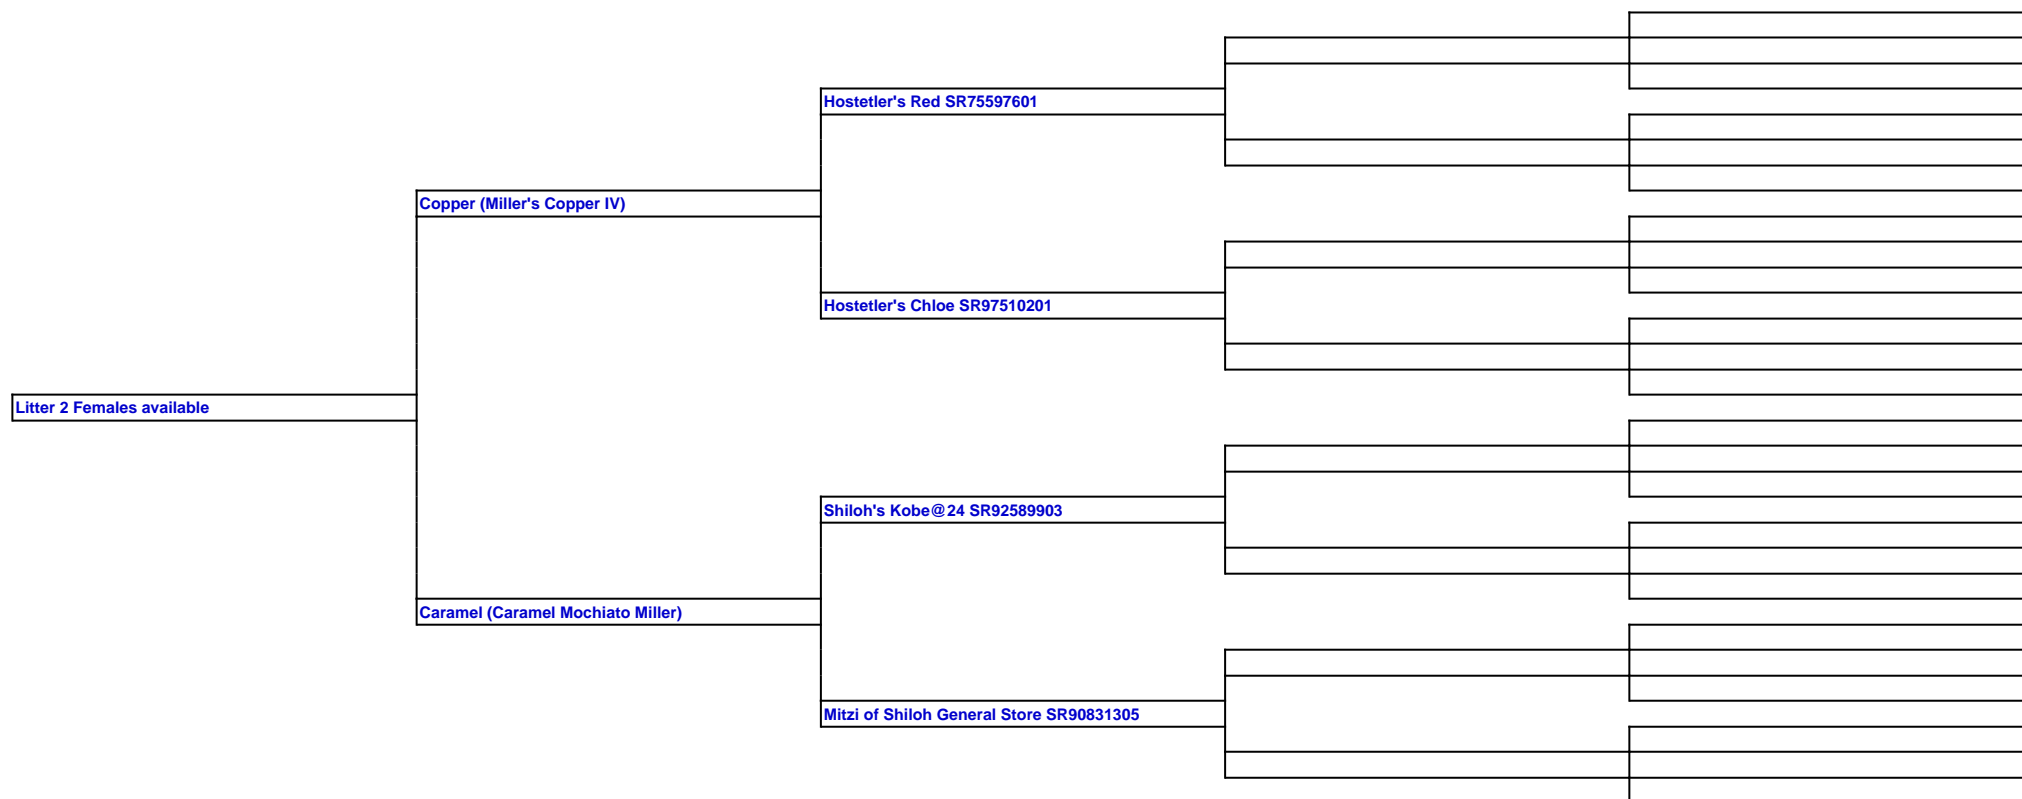 Hostetler's Red SR75597601
Copper (Miller's Copper IV)
Hostetler's Chloe SR97510201
Litter 2 Females available
Shiloh's Kobe@24 SR92589903
Caramel (Caramel Mochiato Miller)
Mitzi of Shiloh General Store SR90831305